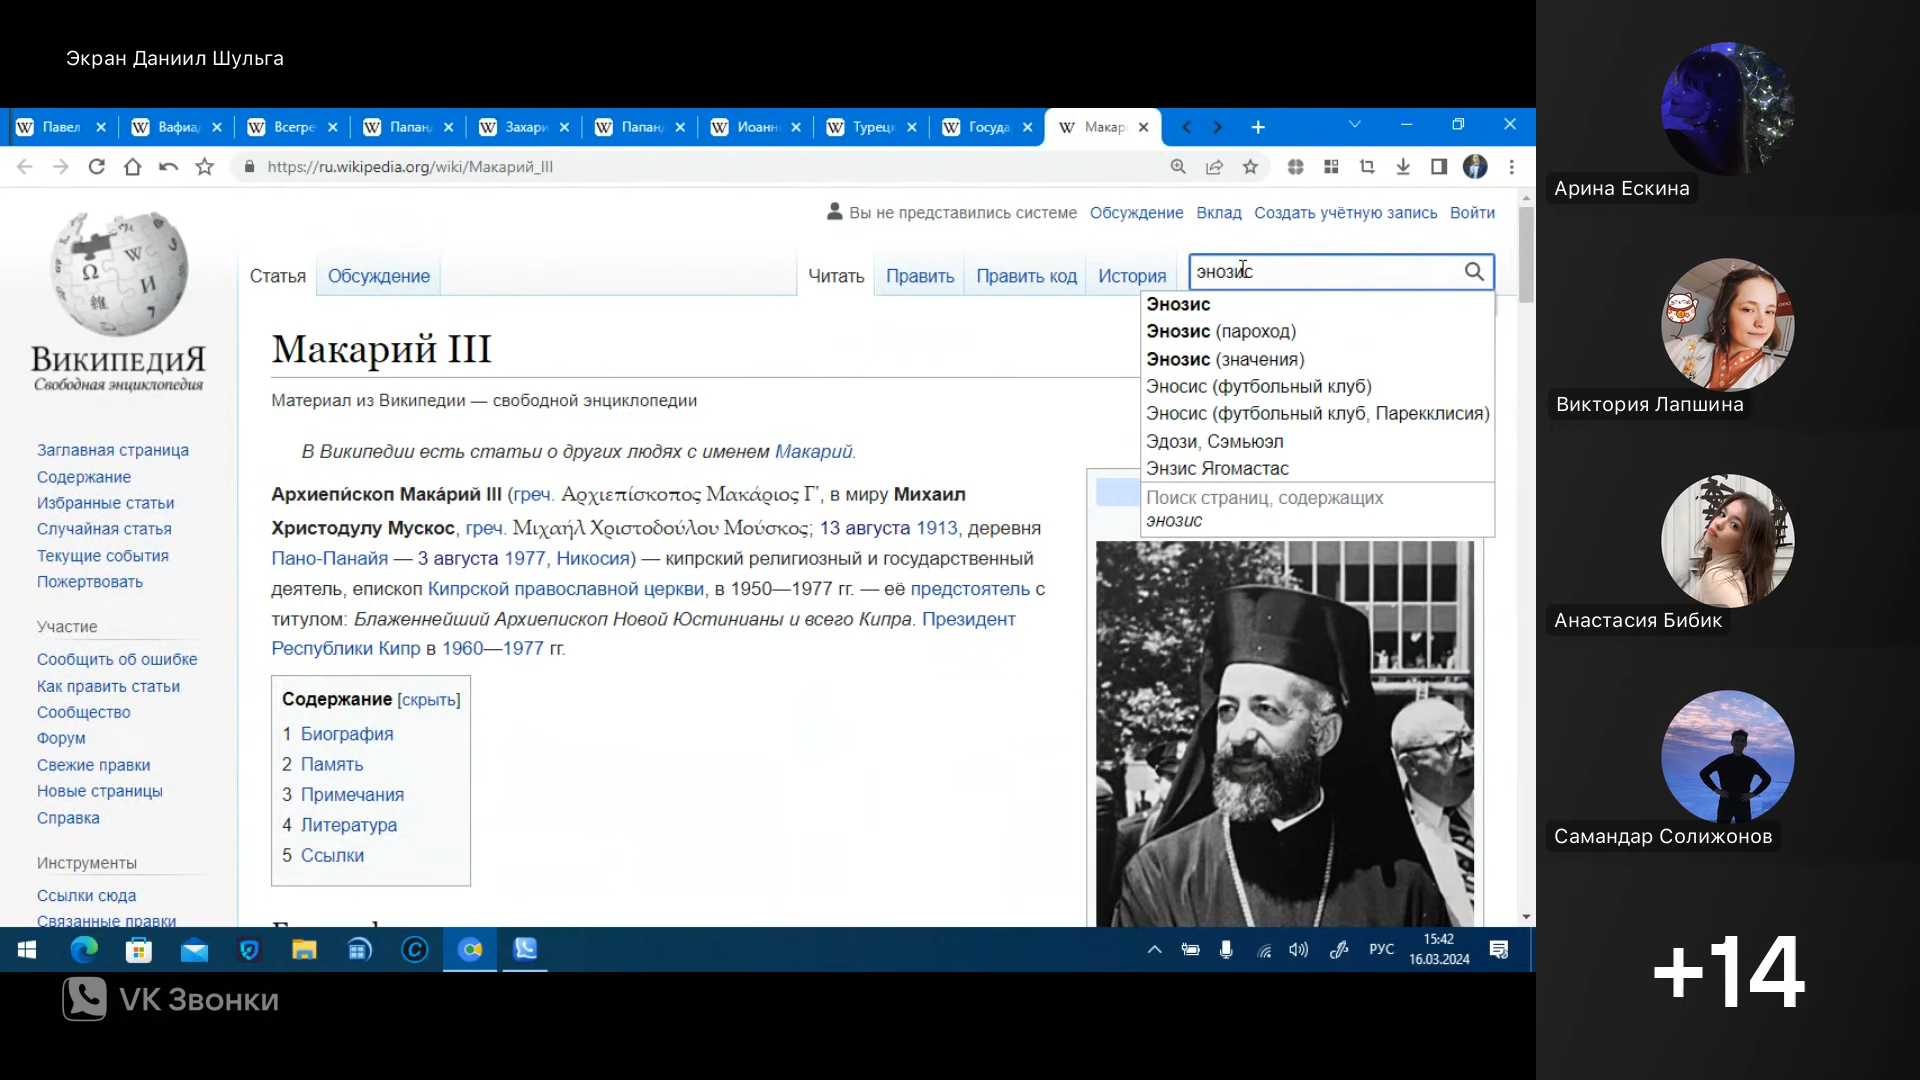 Экран Даниил Шульга
Павел
Вафиа
Всегре
Папан
Захари
Папан
Иоанн
Турец
Госуда
Макар
https://ru.wikipedia.org/wiki/Макарий_III
Вы не представились системе Обсуждение Вклад Создать учётную запись Войти
Статья Обсуждение Читать Править Править код История энозис
ВИКИПЕДИЯ
Свободная энциклопедия
Заглавная страница
Содержание
Избранные статьи
Случайная статья
Текущие события
Пожертвовать
Участие
Сообщить об ошибке
Как править статьи
Сообщество
Форум
Свежие правки
Новые страницы
Справка
Инструменты
Ссылки сюда
Связанные правки
Макарий III
Материал из Википедии — свободной энциклопедии
В Википедии есть статьи о других людях с именем Макарий.
Архиепи́скоп Мака́рий III (греч. Αρχιεπίσκοπος Μακάριος Γ', в миру Михаил
Христодулу Мускос, греч. Μιχαήλ Χριστοδούλου Μούσκος; 13 августа 1913, деревня
Пано-Панайя — 3 августа 1977, Никосия) — кипрский религиозный и государственный
деятель, епископ Кипрской православной церкви, в 1950—1977 гг. — её предстоятель с
титулом: Блаженнейший Архиепископ Новой Юстинианы и всего Кипра. Президент
Республики Кипр в 1960—1977 гг.
Содержание [скрыть]
1 Биография
2 Память
3 Примечания
4 Литература
5 Ссылки
Энозис
Энозис (пароход)
Энозис (значения)
Эносис (футбольный клуб)
Эносис (футбольный клуб, Парекклисия)
Эдози, Сэмьюэл
Энзис Ягомастас
Поиск страниц, содержащих
энозис
РУС
15:42
16.03.2024
VK Звонки
Арина Ескина
Виктория Лапшина
Анастасия Бибик
Самандар Солижонов
+14